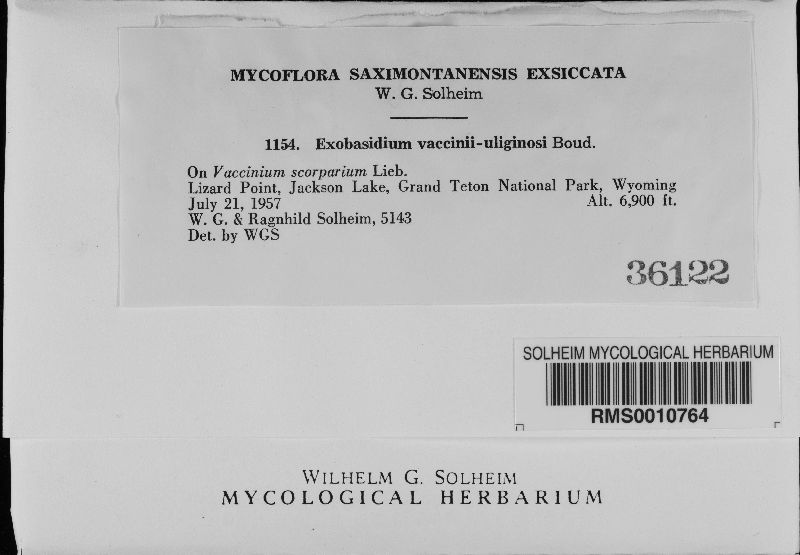 MYCOFLORA SAXIMONTANENSIS EXSICCATA
W. G. Solheim
1154. Exobasidium vaccinii-uliginosi Boud.
On Vaccinium scorparium Lieb.
Lizard Point, Jackson Lake, Grand Teton National Park, Wyoming
July 21, 1957 Alt. 6,900 ft.
W. G. & Ragnhild Solheim, 5143
Det. by WGS
36122
SOLHEIM MYCOLOGICAL HERBARIUM
RMS0010764
WILHELM G. SOLHEIM
MYCOLOGICAL HERBARIUM